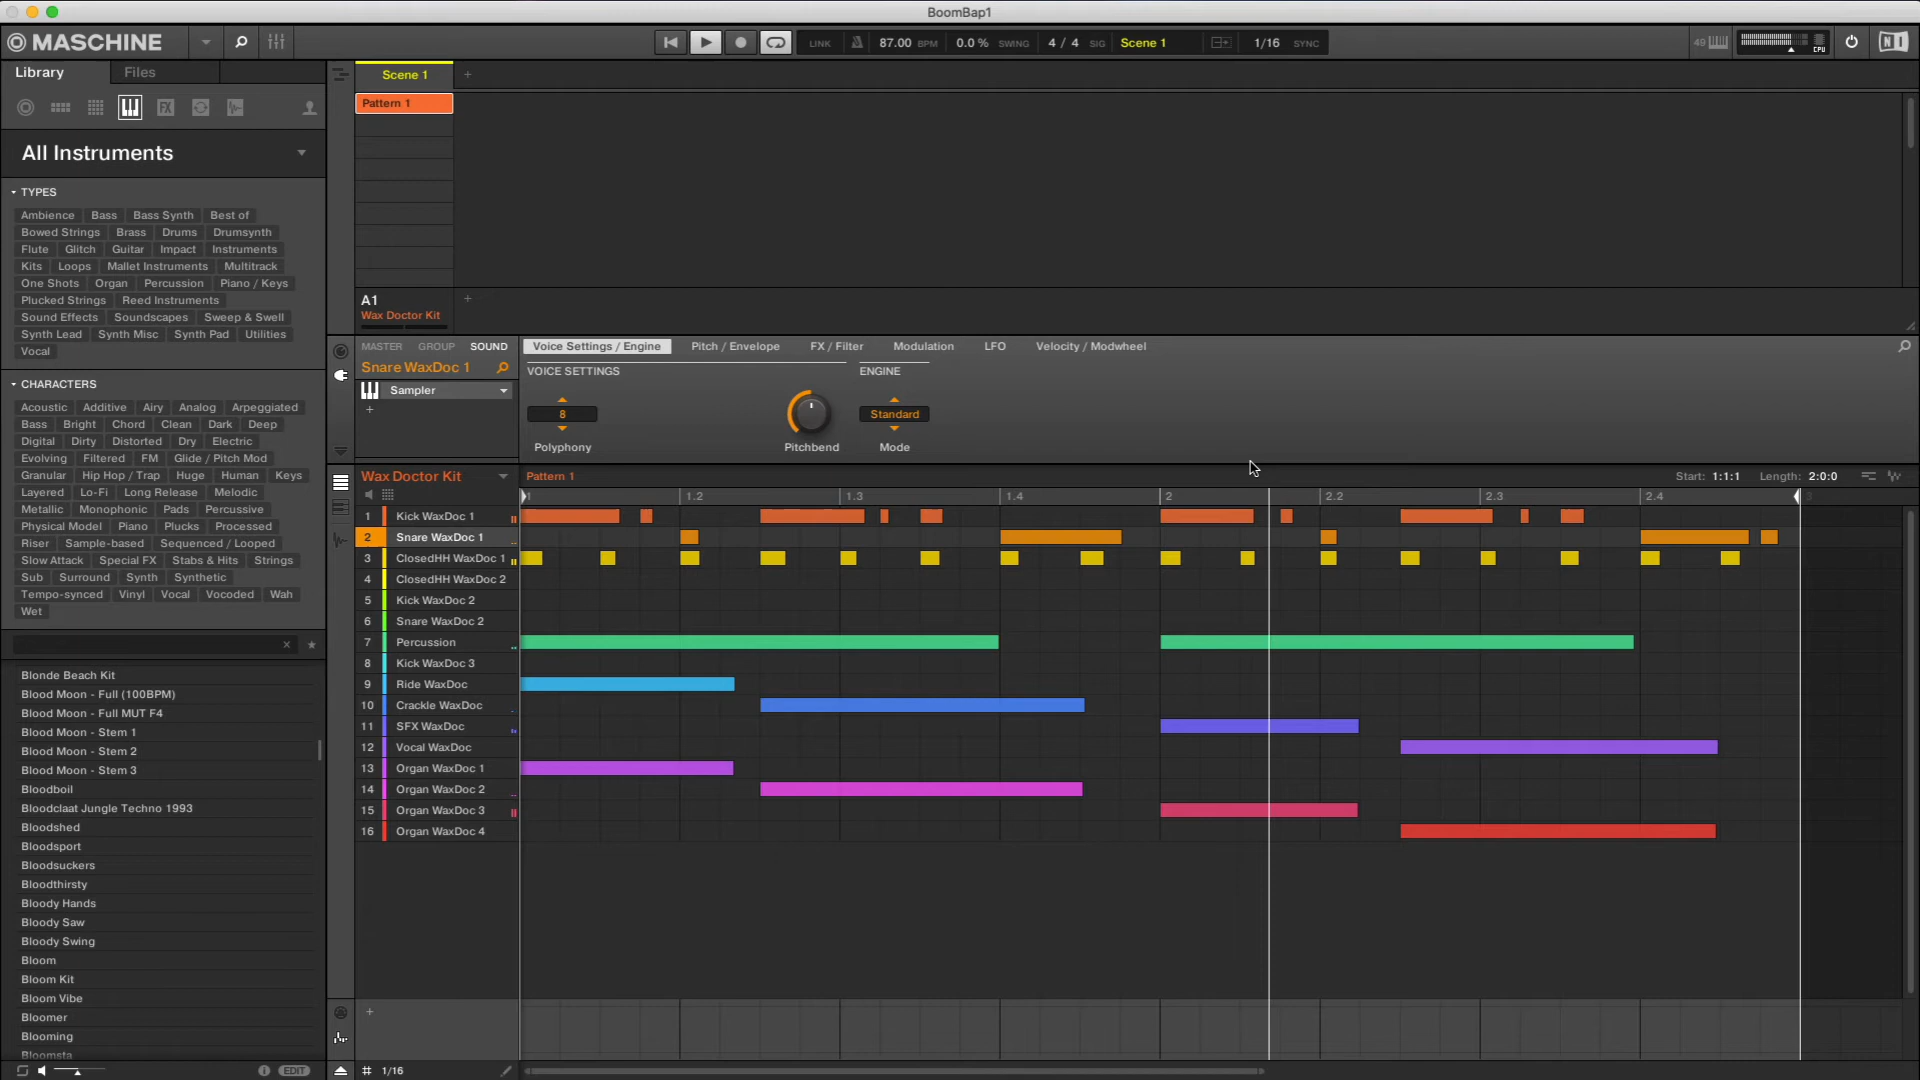 BoomBap1
MASCHINE
LINK 87.00 BPM 0.0% SWING 4 / 4 SIG Scene 1 1/16 SYNC
49 CPU NI
Library Files
Scene 1 +
Pattern 1
FX
All Instruments
TYPES
Ambience Bass Bass Synth Best of
Bowed Strings Brass Drums Drumsynth
Flute Glitch Guitar Impact Instruments
Kits Loops Mallet Instruments Multitrack
One Shots Organ Percussion Piano / Keys
Plucked Strings Reed Instruments
Sound Effects Soundscapes Sweep & Swell
Synth Lead Synth Misc Synth Pad Utilities
Vocal
CHARACTERS
Acoustic Additive Airy Analog Arpeggiated
Bass Bright Chord Clean Dark Deep
Digital Dirty Distorted Dry Electric
Evolving Filtered FM Glide / Pitch Mod
Granular Hip Hop / Trap Huge Human Keys
Layered Lo-Fi Long Release Melodic
Metallic Monophonic Pads Percussive
Physical Model Piano Plucks Processed
Riser Sample-based Sequenced / Looped
Slow Attack Special FX Stabs & Hits Strings
Sub Surround Synth Synthetic
Tempo-synced Vinyl Vocal Vocoded Wah
Wet
Blonde Beach Kit
Blood Moon - Full (100BPM)
Blood Moon - Full MUT F4
Blood Moon - Stem 1
Blood Moon - Stem 2
Blood Moon - Stem 3
Bloodboil
Bloodclaat Jungle Techno 1993
Bloodshed
Bloodsport
Bloodsuckers
Bloodthirsty
Bloody Hands
Bloody Saw
Bloody Swing
Bloom
Bloom Kit
Bloom Vibe
Bloomer
Blooming
Bloomsta
EDIT
A1 +
Wax Doctor Kit
MASTER GROUP SOUND
Snare WaxDoc 1
Sampler
+
Voice Settings / Engine Pitch / Envelope FX / Filter Modulation LFO Velocity / Modwheel
VOICE SETTINGS ENGINE
8 Standard
Polyphony Pitchbend Mode
Wax Doctor Kit
Pattern 1 Start: 1:1:1 Length: 2:0:0
1 1.2 1.3 1.4 2 2.2 2.3 2.4 3
1 Kick WaxDoc 1
2 Snare WaxDoc 1
3 ClosedHH WaxDoc 1
4 ClosedHH WaxDoc 2
5 Kick WaxDoc 2
6 Snare WaxDoc 2
7 Percussion
8 Kick WaxDoc 3
9 Ride WaxDoc
10 Crackle WaxDoc
11 SFX WaxDoc
12 Vocal WaxDoc
13 Organ WaxDoc 1
14 Organ WaxDoc 2
15 Organ WaxDoc 3
16 Organ WaxDoc 4
+
# 1/16